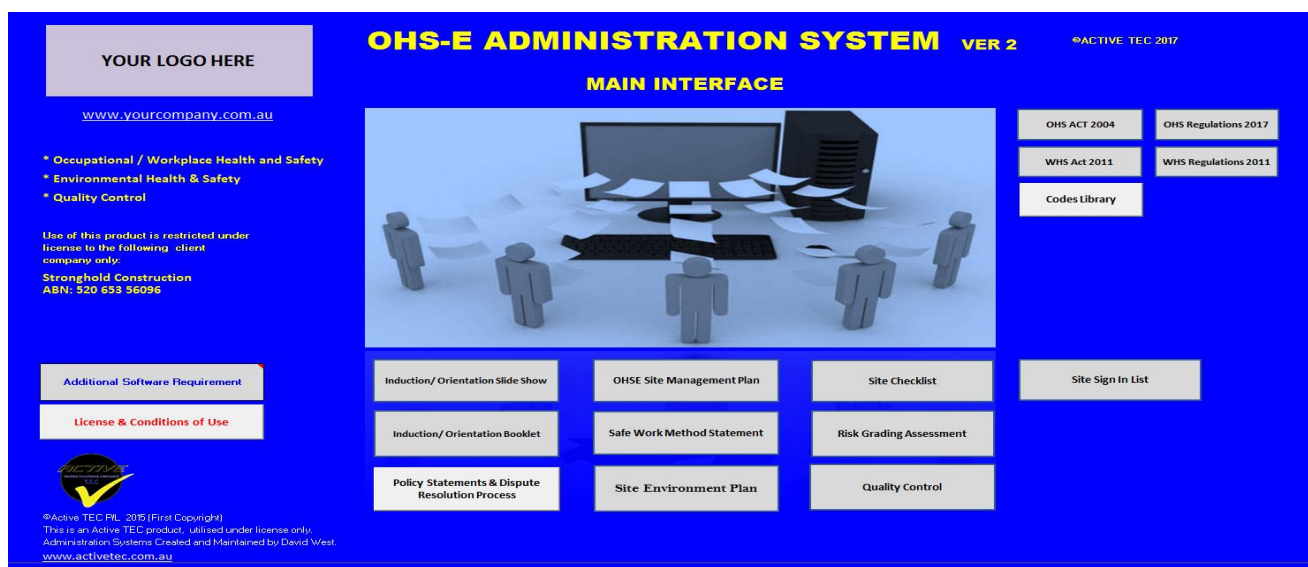 YOUR LOGO HERE
www.yourcompany.com.au
* Occupational / Workplace Health and Safety
* Environmental Health & Safety
* Quality Control
Use of this product is restricted under
license to the following client
company only:
Stronghold Construction
ABN: 520 653 56096
Additional Software Requirement
License & Conditions of Use
ACTIVE
T.E.C
©Active TEC P/L 2015 (First Copyright)
This is an Active TEC product, utilised under license only.
Administration Systems Created and Maintained by David West.
www.activetec.com.au
OHS-E ADMINISTRATION SYSTEM VER 2
MAIN INTERFACE
©ACTIVE TEC 2017
OHS ACT 2004
OHS Regulations 2017
WHS Act 2011
WHS Regulations 2011
Codes Library
Induction/ Orientation Slide Show
OHSE Site Management Plan
Site Checklist
Site Sign In List
Induction/ Orientation Booklet
Safe Work Method Statement
Risk Grading Assessment
Policy Statements & Dispute
Resolution Process
Site Environment Plan
Quality Control